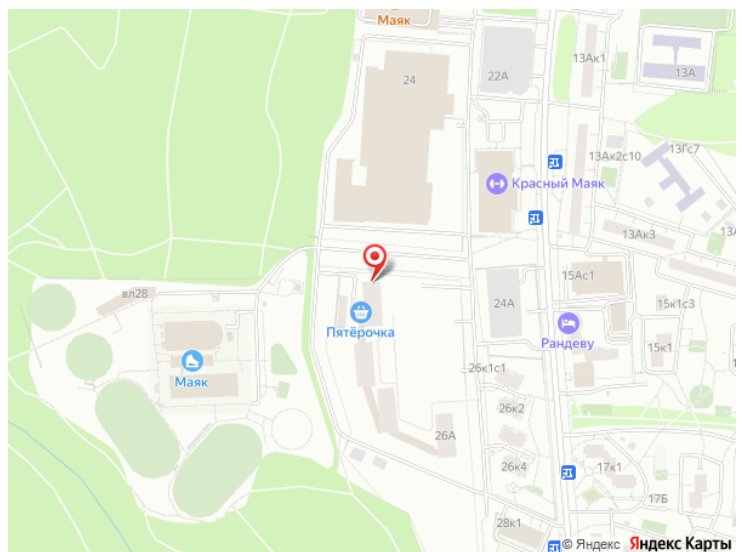 Маяк
24
22А
13Ак1
13А
13Гс7
13Ак2с10
Красный Маяк
13Ак3
15Ас1
вл28
24А
15к1с3
Пятёрочка
Рандеву
15к1
Маяк
26к1с1
26к2
26А
26к4
17к1
17Б
28к1
© Яндекс Яндекс Карты